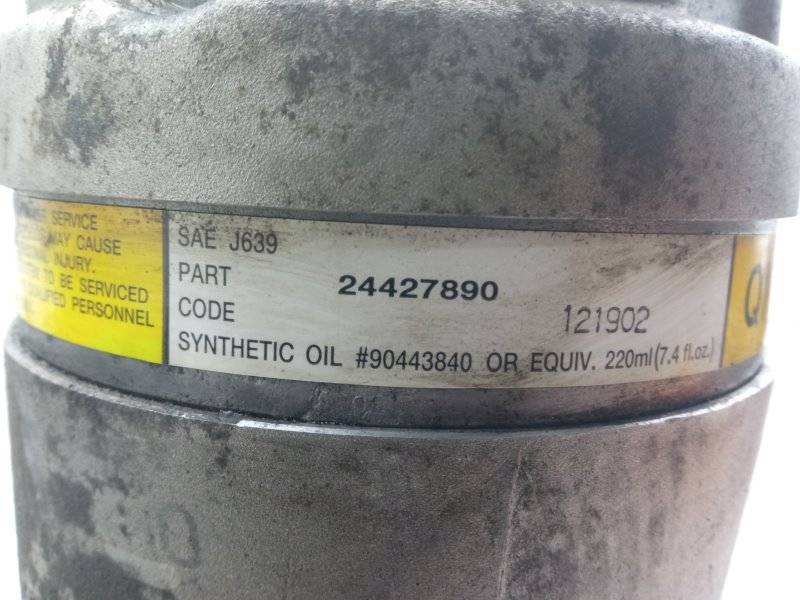 SERVICE
MAY CAUSE
INJURY.
TO BE SERVICED
PERSONNEL
SAE J639
PART 24427890
CODE 121902
SYNTHETIC OIL #90443840 OR EQUIV. 220ml(7.4 fl.oz.)